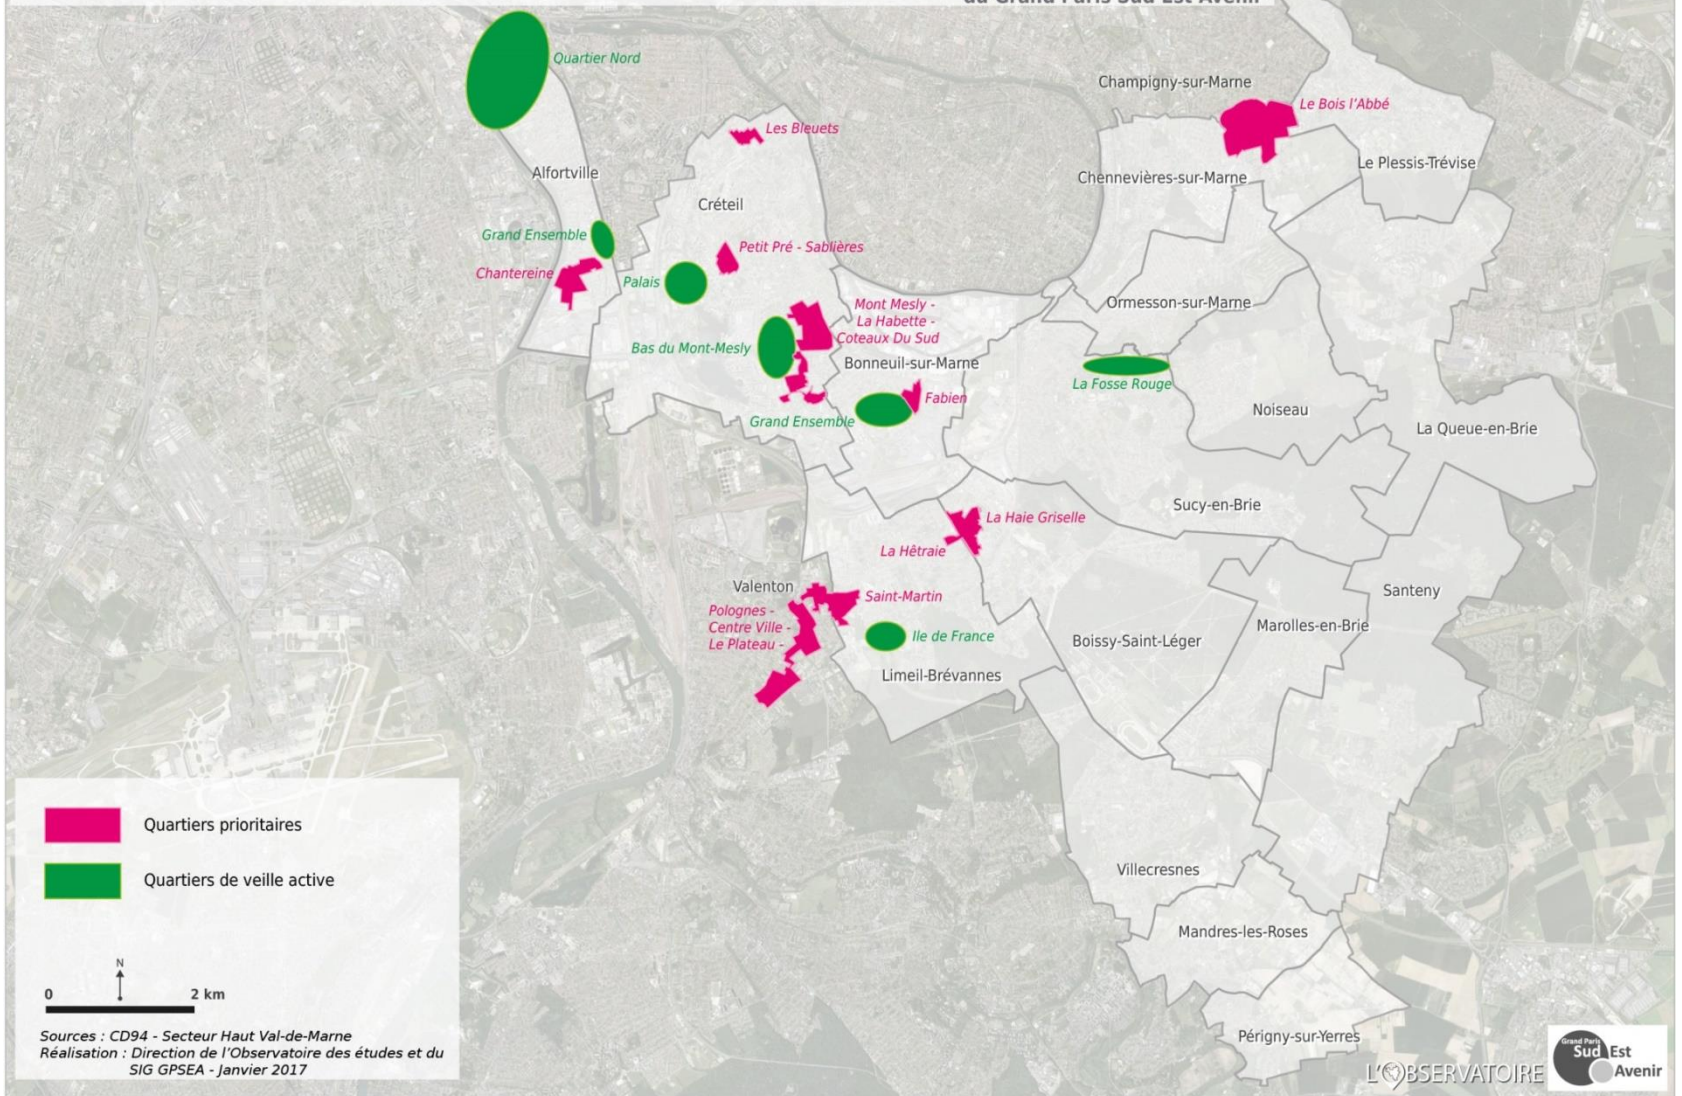 du Grand Paris Sud Est Avenir
Quartier Nord
Champigny-sur-Marne
Le Bois l'Abbé
Les Bleuets
Le Plessis-Trévise
Alfortville
Chennevières-sur-Marne
Créteil
Grand Ensemble
Petit Pré - Sablières
Chantereine
Palais
Mont Mesly -
La Habette -
Coteaux Du Sud
Ormesson-sur-Marne
Bas du Mont-Mesly
Bonneuil-sur-Marne
La Fosse Rouge
Fabien
Noiseau
Grand Ensemble
La Queue-en-Brie
Sucy-en-Brie
La Haie Griselle
La Hêtraie
Valenton
Saint-Martin
Santeny
Polognes -
Centre Ville -
Le Plateau -
Ile de France
Marolles-en-Brie
Boissy-Saint-Léger
Limeil-Brévannes
Quartiers prioritaires
Quartiers de veille active
Villecresnes
Mandres-les-Roses
N
0 2 km
Périgny-sur-Yerres
Sources : CD94 - Secteur Haut Val-de-Marne
Réalisation : Direction de l'Observatoire des études et du
SIG GPSEA - Janvier 2017
L'OBSERVATOIRE
Grand Paris
Sud Est
Avenir